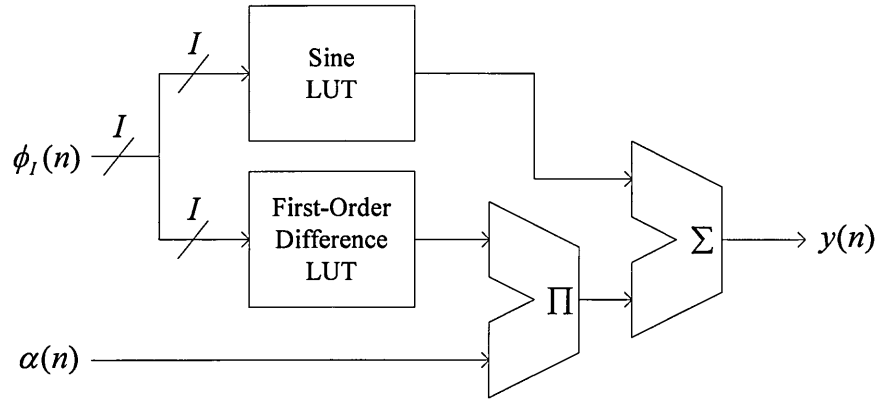 I
Sine
LUT
I
ϕ_I(n)
I
First-Order
Difference
LUT
Σ
y(n)
Π
α(n)